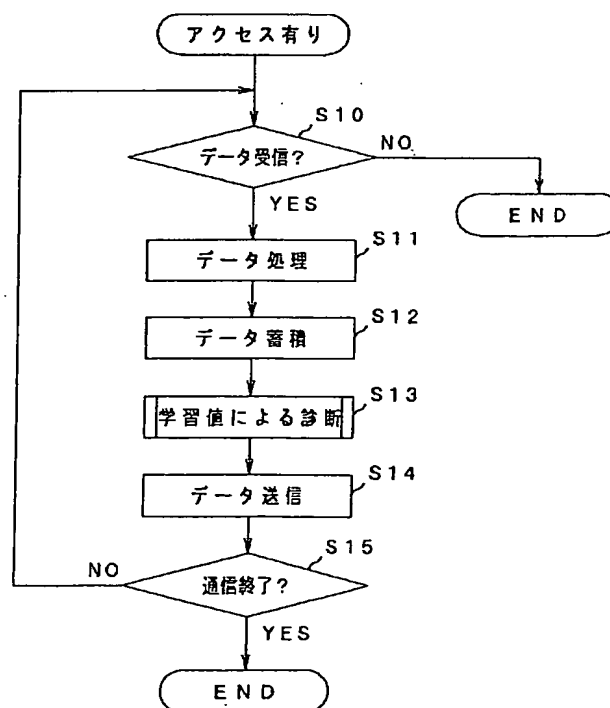 アクセス有り
S10
データ受信?
NO
YES
END
S11
データ処理
S12
データ蓄積
S13
学習値による診断
S14
データ送信
S15
NO
通信終了?
YES
END